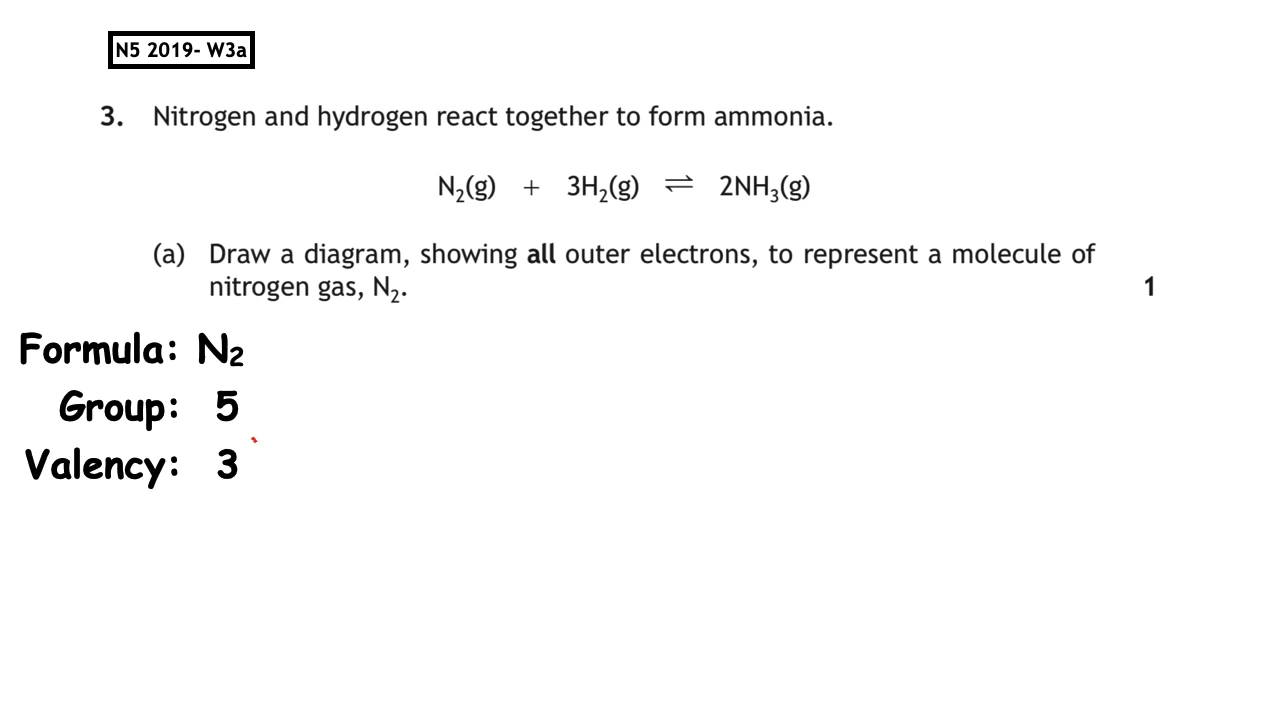 N5 2019- W3a
3. Nitrogen and hydrogen react together to form ammonia.
N₂(g) + 3H₂(g) ⇌ 2NH₃(g)
(a) Draw a diagram, showing all outer electrons, to represent a molecule of
nitrogen gas, N₂. 1
Formula: N₂
Group: 5
Valency: 3